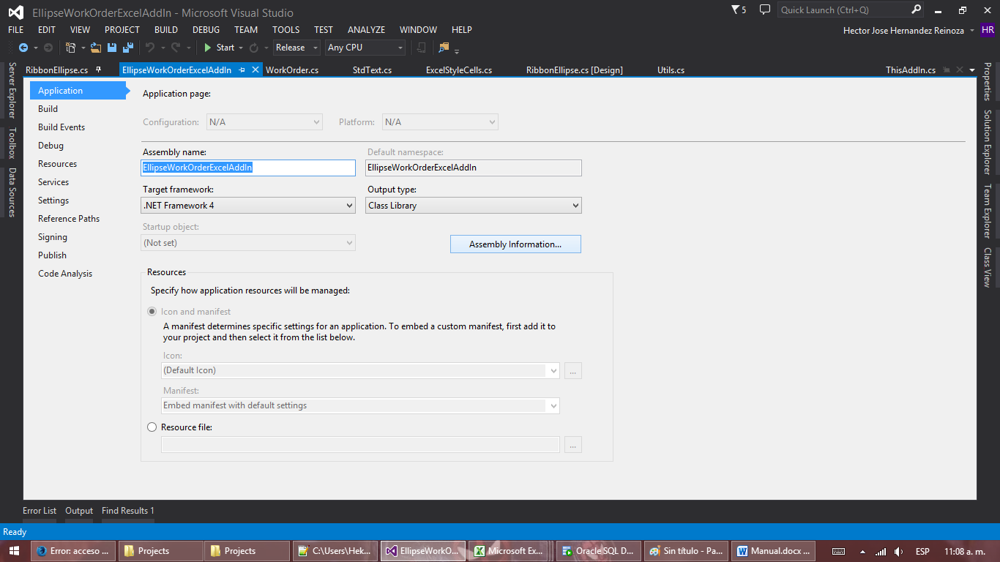 EllipseWorkOrderExcelAddIn - Microsoft Visual Studio
5
Quick Launch (Ctrl+Q)
FILE EDIT VIEW PROJECT BUILD DEBUG TEAM TOOLS TEST ANALYZE WINDOW HELP
Hector Jose Hernandez Reinoza
HR
Start
Release
Any CPU
RibbonEllipse.cs
EllipseWorkOrderExcelAddIn
WorkOrder.cs
StdText.cs
ExcelStyleCells.cs
RibbonEllipse.cs [Design]
Utils.cs
ThisAddIn.cs
Server Explorer
Toolbox
Data Sources
Application
Build
Build Events
Debug
Resources
Services
Settings
Reference Paths
Signing
Publish
Code Analysis
Application page:
Configuration: N/A Platform: N/A
Assembly name: Default namespace:
EllipseWorkOrderExcelAddIn EllipseWorkOrderExcelAddIn
Target framework: Output type:
.NET Framework 4 Class Library
Startup object:
(Not set)
Assembly Information...
Resources
Specify how application resources will be managed:
Icon and manifest
A manifest determines specific settings for an application. To embed a custom manifest, first add it to
your project and then select it from the list below.
Icon:
(Default Icon) ...
Manifest:
Embed manifest with default settings
Resource file:
...
Properties
Solution Explorer
Team Explorer
Class View
Error List Output Find Results 1
Ready
Error: acceso ...
Projects
Projects
C:\Users\Hek...
EllipseWorkO...
Microsoft Ex...
Oracle SQL D...
Sin título - Pa...
Manual.docx ...
ESP
11:08 a. m.